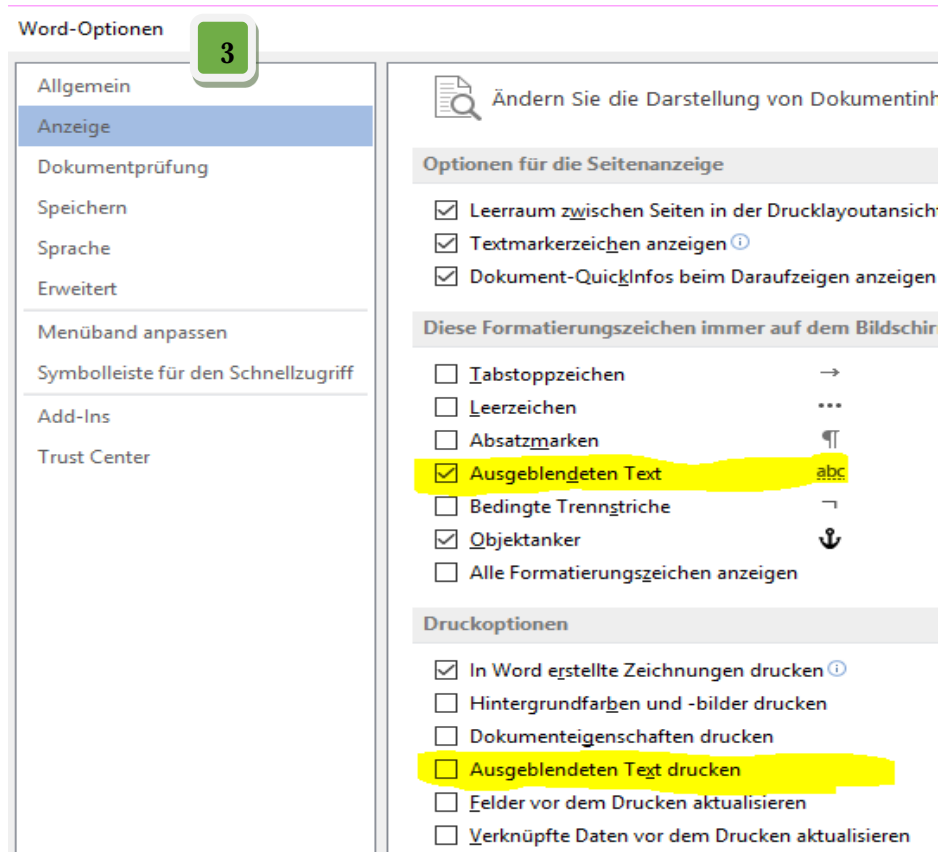 Word-Optionen
3
Allgemein
Anzeige
Dokumentprüfung
Speichern
Sprache
Erweitert
Menüband anpassen
Symbolleiste für den Schnellzugriff
Add-Ins
Trust Center
Ändern Sie die Darstellung von Dokumentinh
Optionen für die Seitenanzeige
Leerraum zwischen Seiten in der Drucklayoutansicht
Textmarkerzeichen anzeigen
Dokument-QuickInfos beim Daraufzeigen anzeigen
Diese Formatierungszeichen immer auf dem Bildschir
Tabstoppzeichen →
Leerzeichen •••
Absatzmarken ¶
Ausgeblendeten Text abc
Bedingte Trennstriche ¬
Objektanker
Alle Formatierungszeichen anzeigen
Druckoptionen
In Word erstellte Zeichnungen drucken
Hintergrundfarben und -bilder drucken
Dokumenteigenschaften drucken
Ausgeblendeten Text drucken
Felder vor dem Drucken aktualisieren
Verknüpfte Daten vor dem Drucken aktualisieren